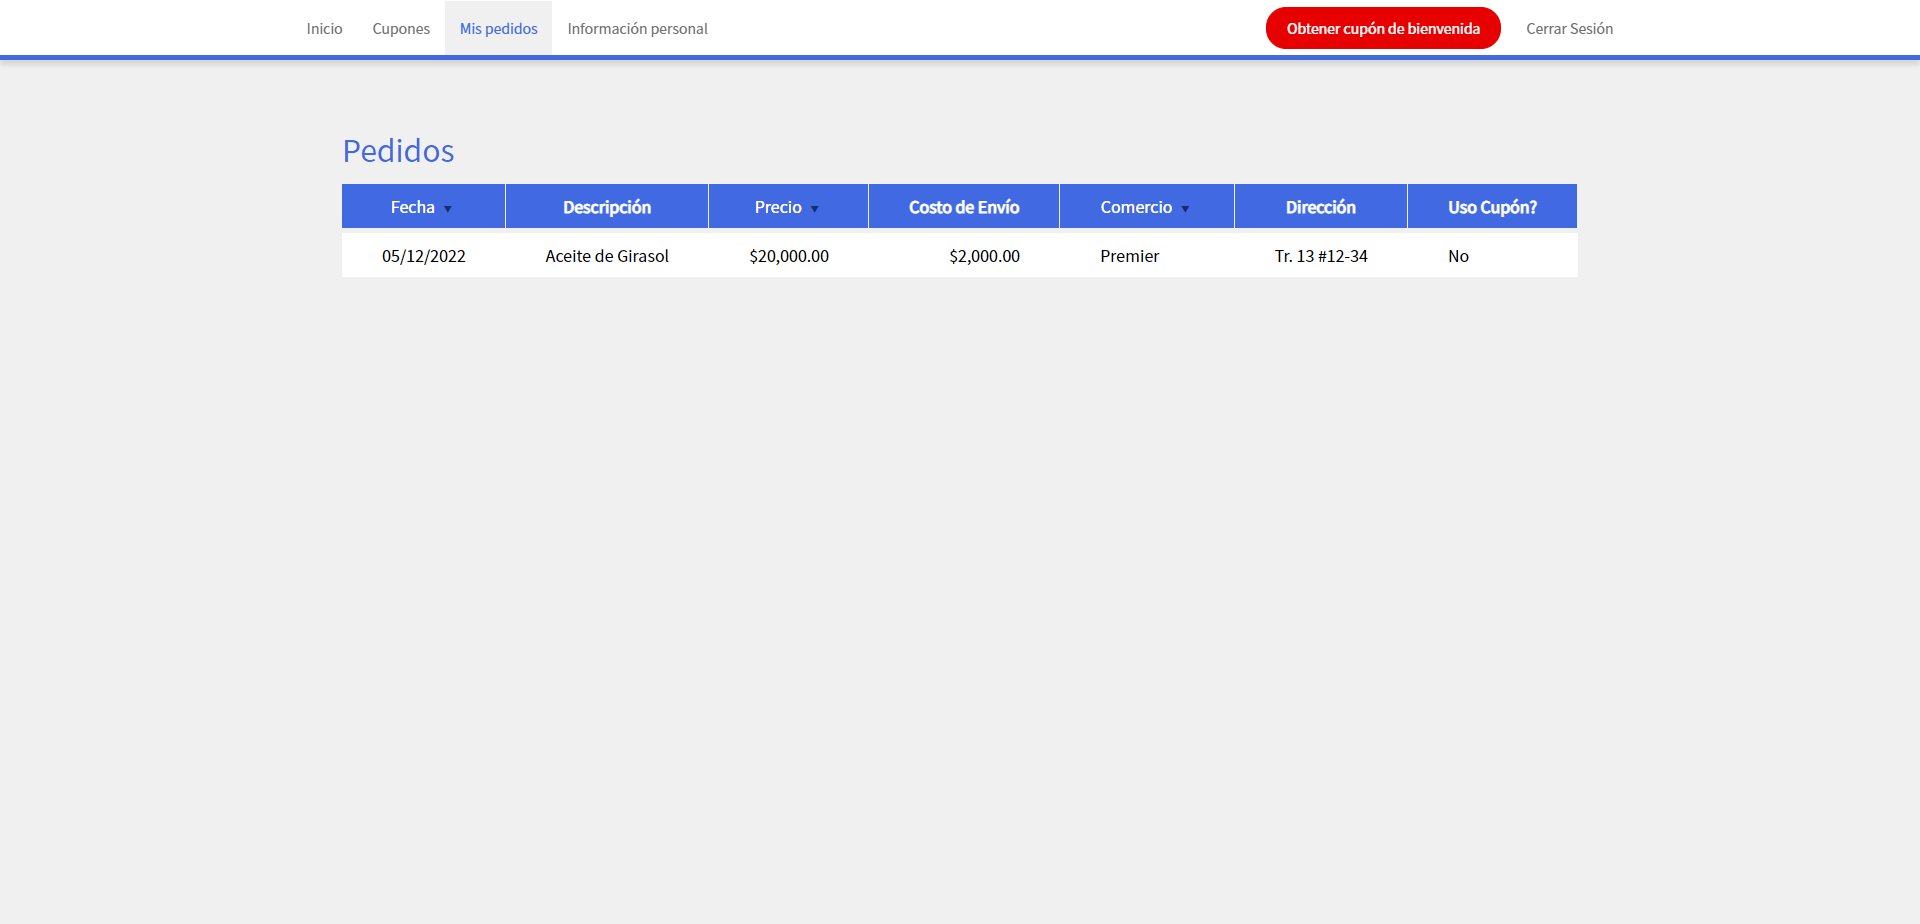 Inicio Cupones Mis pedidos Información personal Obtener cupón de bienvenida Cerrar Sesión
Pedidos
Fecha Descripción Precio Costo de Envío Comercio Dirección Uso Cupón?
05/12/2022 Aceite de Girasol $20,000.00 $2,000.00 Premier Tr. 13 #12-34 No